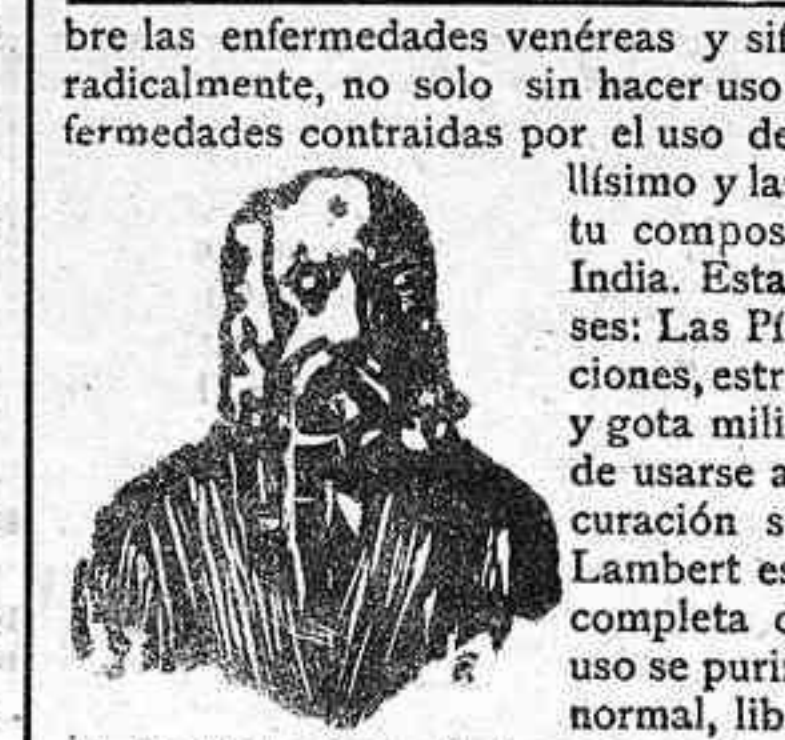 bre las enfermedades venéreas y sif
radicalmente, no solo sin hacer uso
fermedades contraidas por el uso de
llísimo y las
tu compos
India. Esta
ses: Las Pí
ciones, estr
y gota mili
de usarse a
curación s
Lambert es
completa
uso se puri
normal, lib